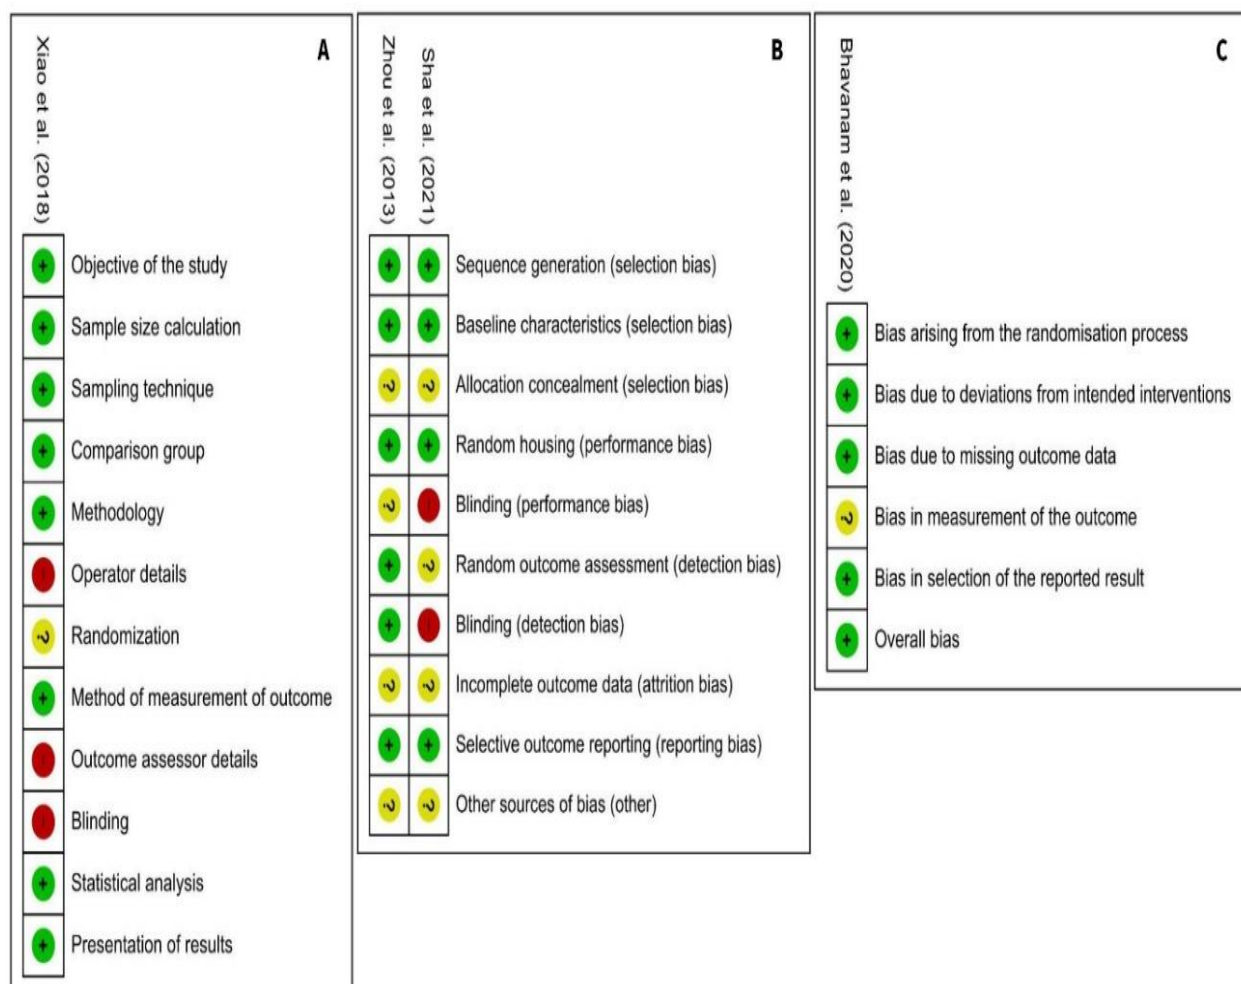 A
Xiao et al. (2018)
+ Objective of the study
+ Sample size calculation
+ Sampling technique
+ Comparison group
+ Methodology
Operator details
? Randomization
+ Method of measurement of outcome
Outcome assessor details
Blinding
+ Statistical analysis
+ Presentation of results
B
Zhou et al. (2013)
Sha et al. (2021)
+ + Sequence generation (selection bias)
+ + Baseline characteristics (selection bias)
? ? Allocation concealment (selection bias)
+ + Random housing (performance bias)
? Blinding (performance bias)
+ ? Random outcome assessment (detection bias)
+ Blinding (detection bias)
? ? Incomplete outcome data (attrition bias)
+ + Selective outcome reporting (reporting bias)
? ? Other sources of bias (other)
C
Bhavanam et al. (2020)
+ Bias arising from the randomisation process
+ Bias due to deviations from intended interventions
+ Bias due to missing outcome data
? Bias in measurement of the outcome
+ Bias in selection of the reported result
+ Overall bias